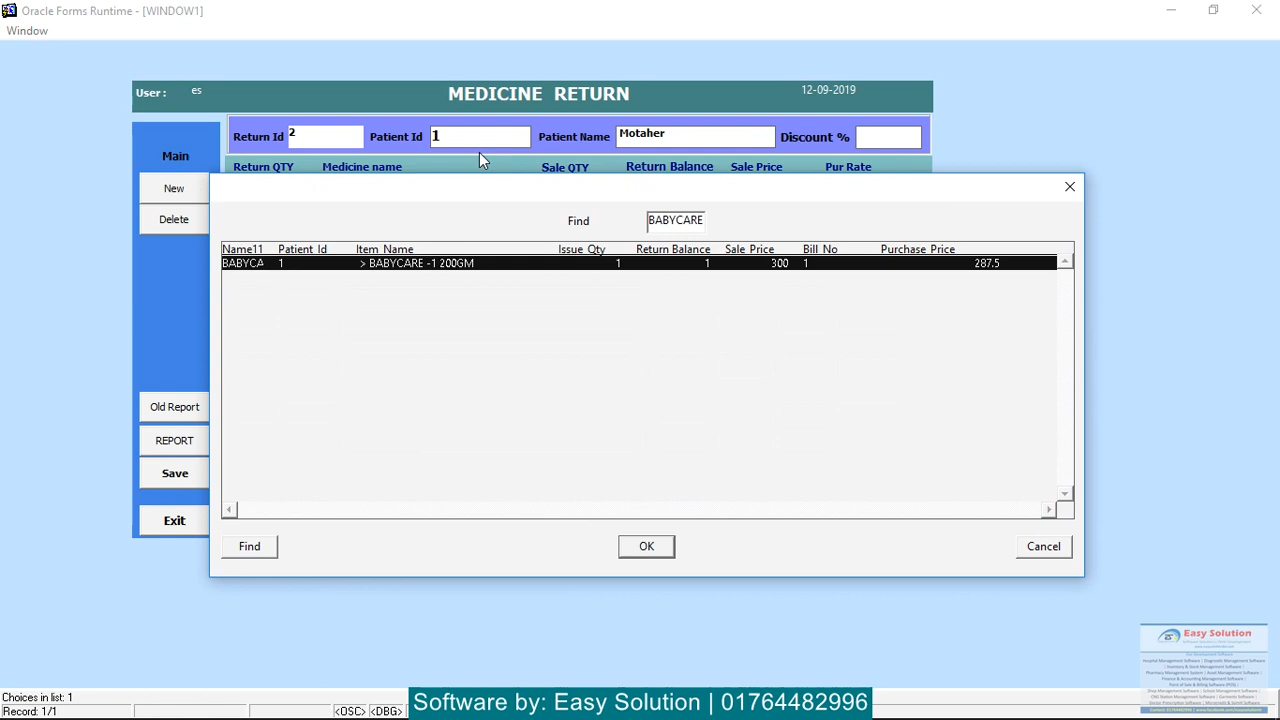 Oracle Forms Runtime - [WINDOW1]
Window
User : es MEDICINE RETURN 12-09-2019
Return Id 2 Patient Id 1 Patient Name Motaher Discount %
Main
Return QTY Medicine name Sale QTY Return Balance Sale Price Pur Rate
New
Delete
Old Report
REPORT
Save
Exit
Find BABYCARE
Name11 Patient Id Item Name Issue Qty Return Balance Sale Price Bill No Purchase Price
BABYCA 1 > BABYCARE -1 200GM 1 1 300 1 287.5
Find OK Cancel
Easy Solution
Choices in list: 1
Record: 1/1 <OSC> <DBG>
Software Easy Solution 01764482996